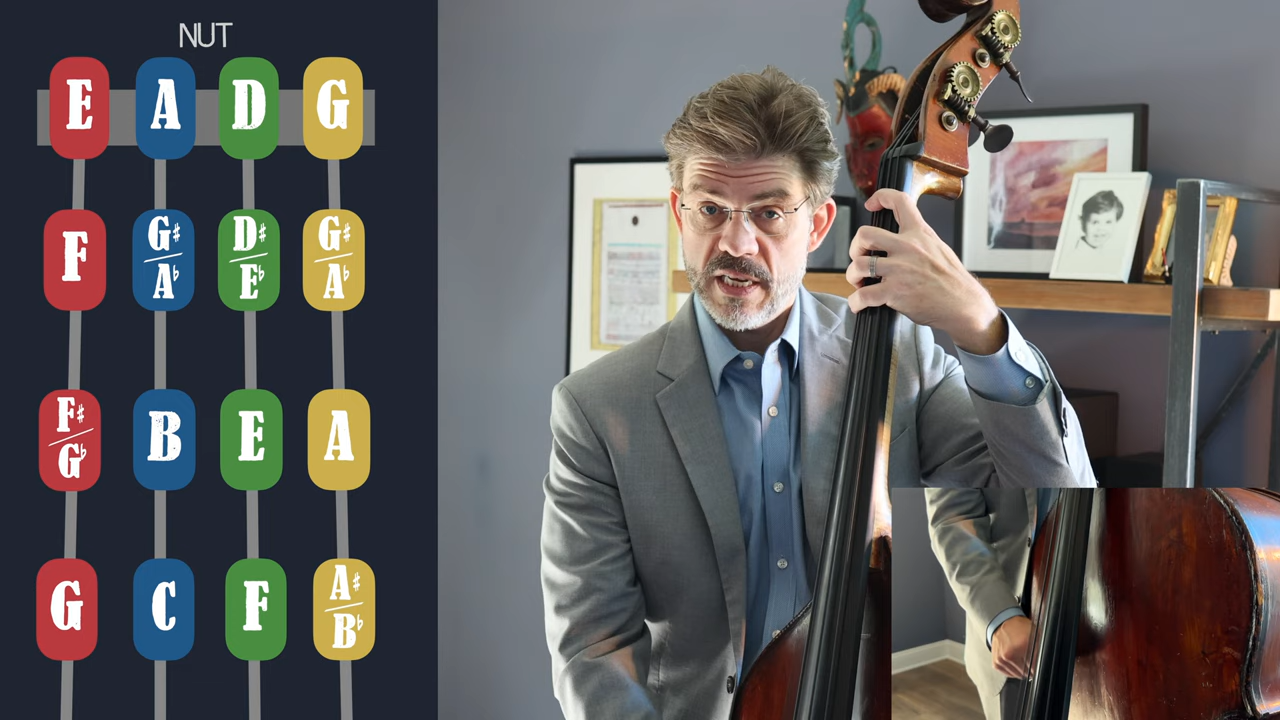 NUT
E A D G
F G♯/A♭ D♯/E♭ G♯/A♭
F♯/G♭ B E A
G C F A♯/B♭